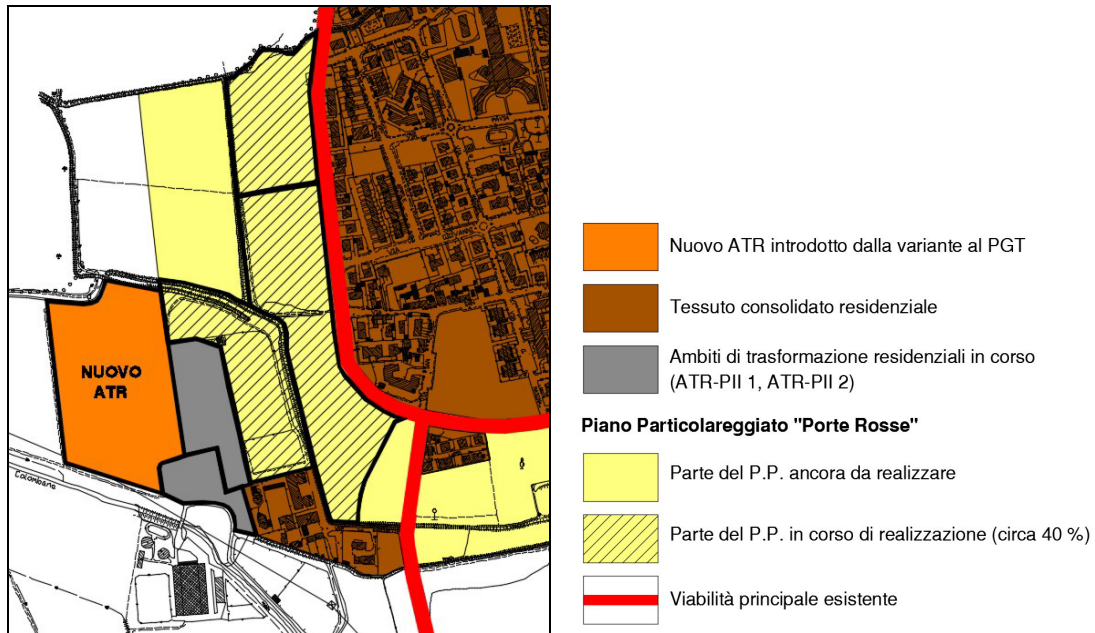 NUOVO
ATR
Colombano
Nuovo ATR introdotto dalla variante al PGT
Tessuto consolidato residenziale
Ambiti di trasformazione residenziali in corso
(ATR-PII 1, ATR-PII 2)
Piano Particolareggiato "Porte Rosse"
Parte del P.P. ancora da realizzare
Parte del P.P. in corso di realizzazione (circa 40 %)
Viabilità principale esistente